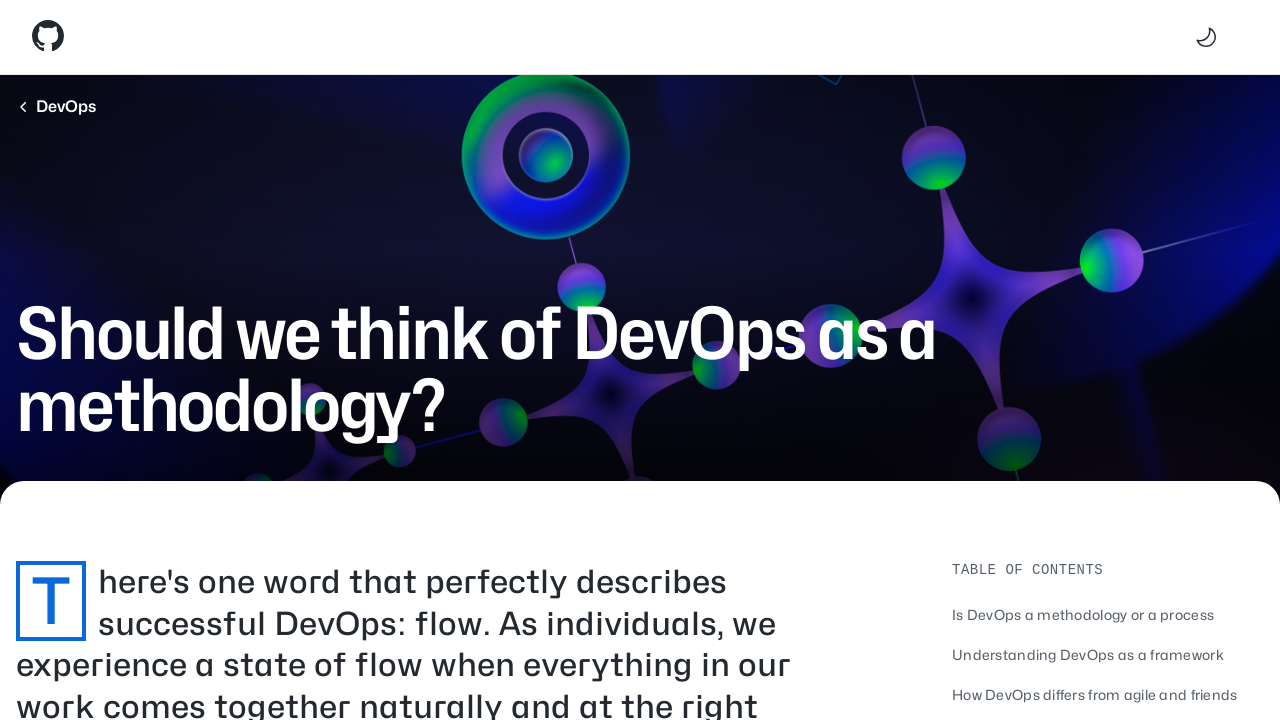 DevOps
Should we think of DevOps as a
methodology?
There's one word that perfectly describes
successful DevOps: flow. As individuals, we
experience a state of flow when everything in our
work comes together naturally and at the right
TABLE OF CONTENTS
Is DevOps a methodology or a process
Understanding DevOps as a framework
How DevOps differs from agile and friends